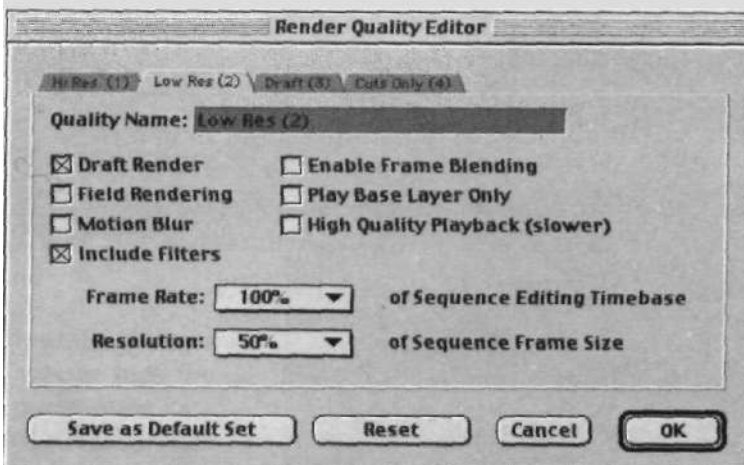 Render Quality Editor
Hi Res (1) Low Res (2) Draft (3) Cuts Only (4)
Quality Name: Low Res (2)
Draft Render Enable Frame Blending
Field Rendering Play Base Layer Only
Motion Blur High Quality Playback (slower)
Include Filters
Frame Rate: 100% of Sequence Editing Timebase
Resolution: 50% of Sequence Frame Size
Save as Default Set Reset Cancel OK